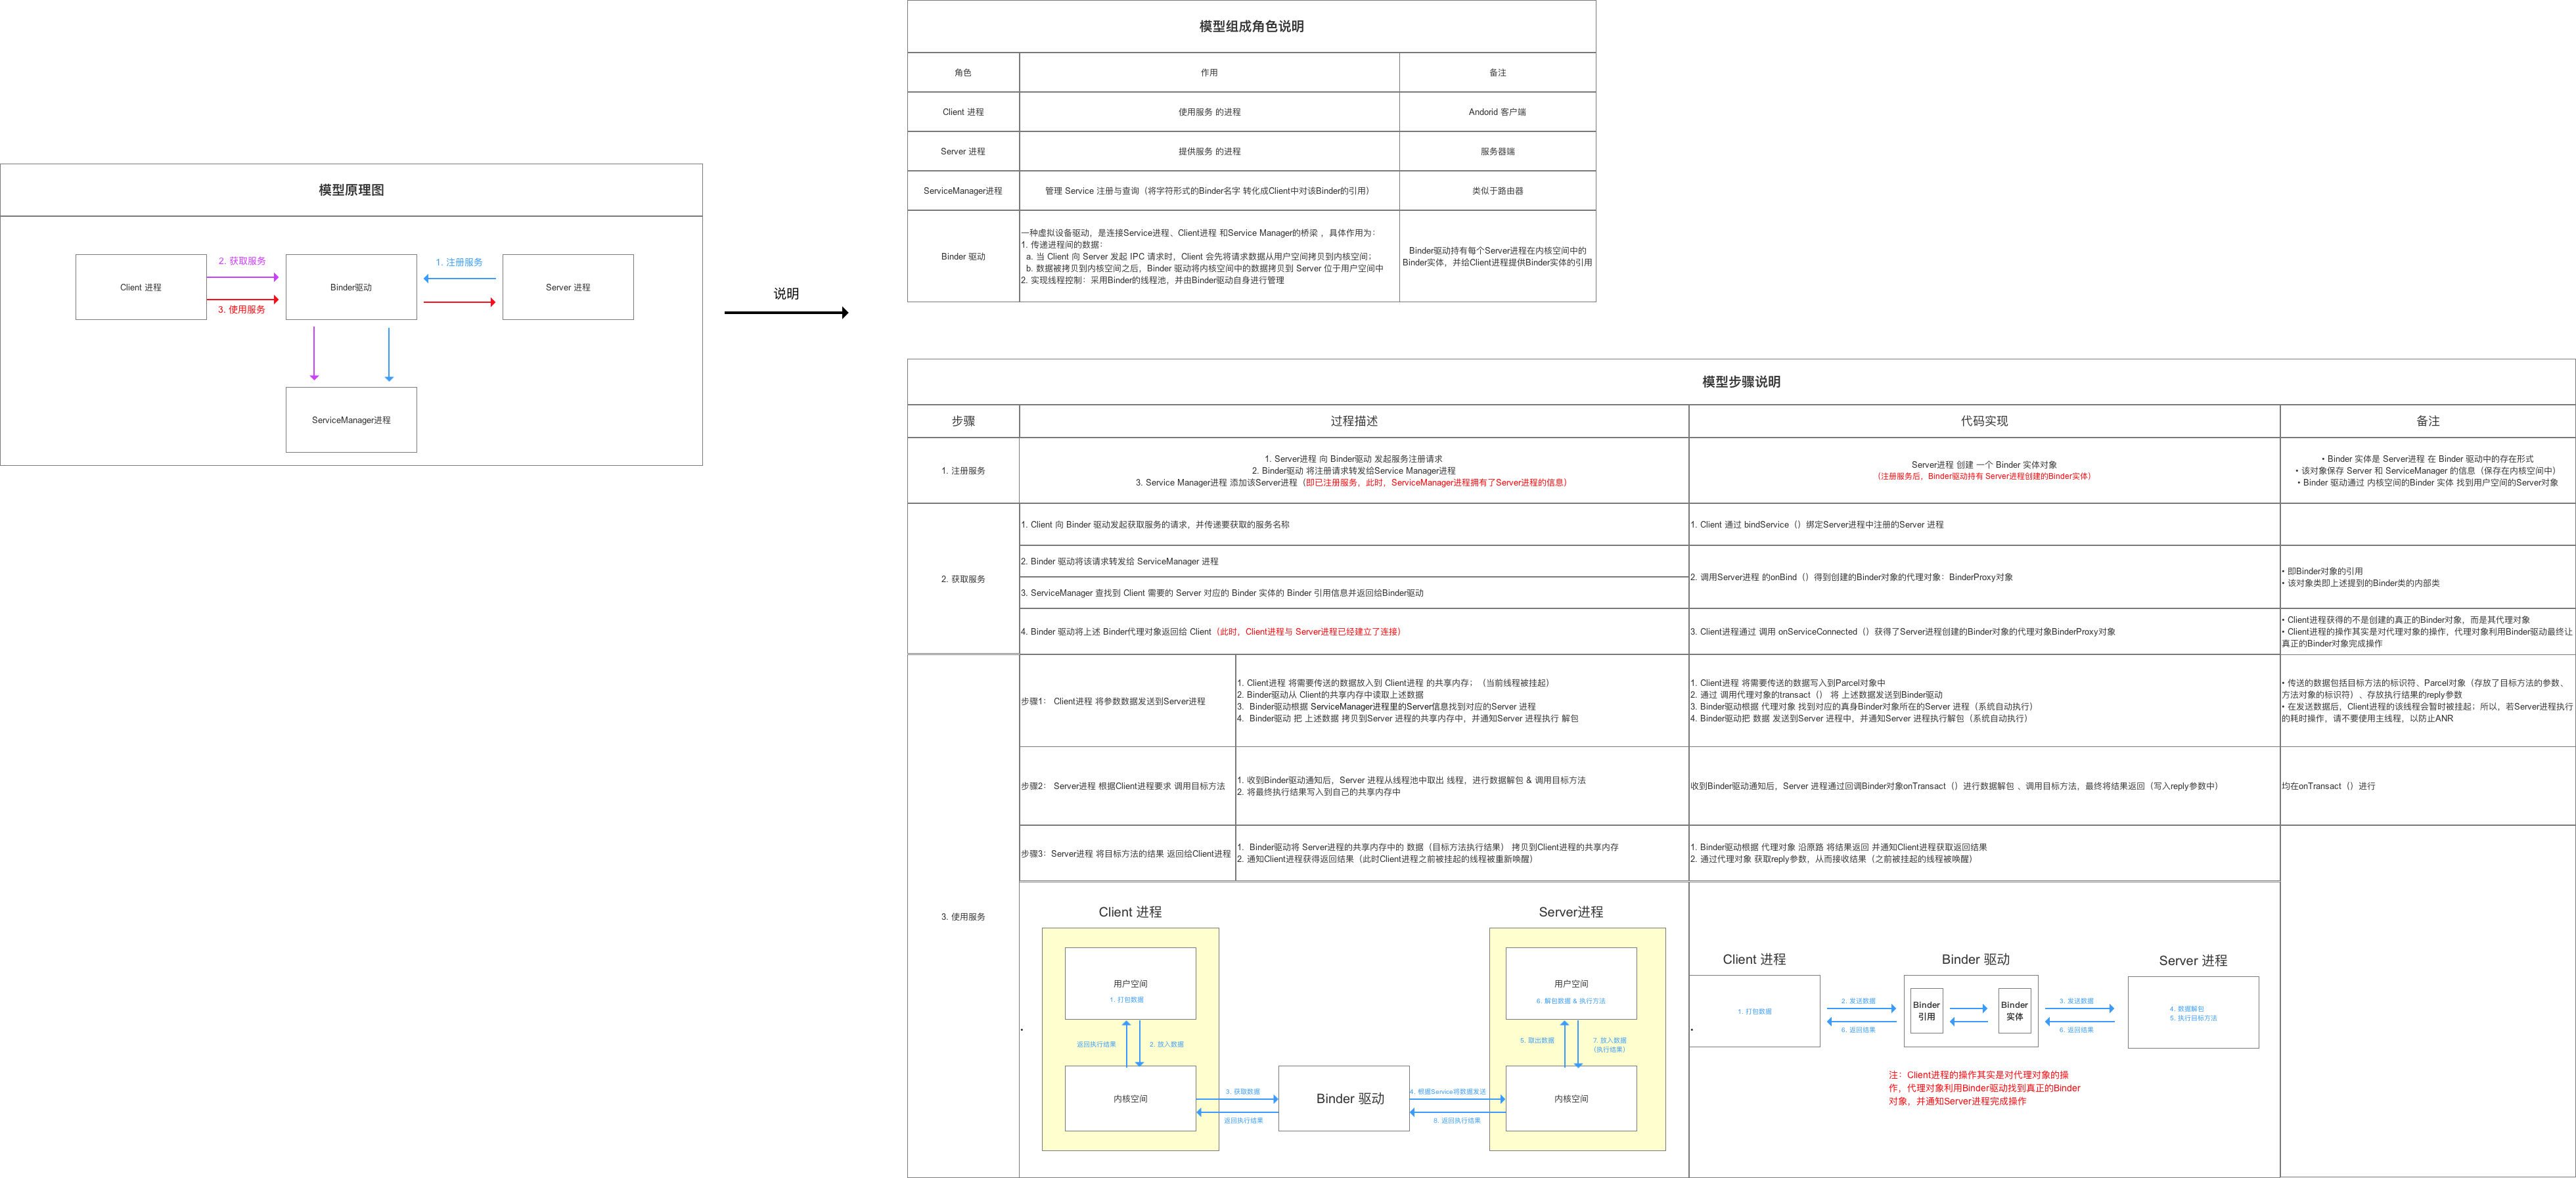 模型原理图
Client 进程
2. 获取服务
3. 使用服务
Binder驱动
1. 注册服务
Server 进程
ServiceManager进程
说明
模型组成角色说明
角色
作用
备注
Client 进程
使用服务 的进程
Andorid 客户端
Server 进程
提供服务 的进程
服务器端
ServiceManager进程
管理 Service 注册与查询（将字符形式的Binder名字 转化成Client中对该Binder的引用）
类似于路由器
Binder 驱动
一种虚拟设备驱动，是连接Service进程、Client进程 和Service Manager的桥梁 ，具体作用为：
1. 传递进程间的数据：
a. 当 Client 向 Server 发起 IPC 请求时，Client 会先将请求数据从用户空间拷贝到内核空间；
b. 数据被拷贝到内核空间之后，Binder 驱动将内核空间中的数据拷贝到 Server 位于用户空间中
2. 实现线程控制：采用Binder的线程池，并由Binder驱动自身进行管理
Binder驱动持有每个Server进程在内核空间中的
Binder实体，并给Client进程提供Binder实体的引用
模型步骤说明
步骤
过程描述
代码实现
备注
1. 注册服务
1. Server进程 向 Binder驱动 发起服务注册请求
2. Binder驱动 将注册请求转发给Service Manager进程
3. Service Manager进程 添加该Server进程（即已注册服务，此时，ServiceManager进程拥有了Server进程的信息）
Server进程 创建 一个 Binder 实体对象
（注册服务后，Binder驱动持有 Server进程创建的Binder实体）
• Binder 实体是 Server进程 在 Binder 驱动中的存在形式
• 该对象保存 Server 和 ServiceManager 的信息（保存在内核空间中）
• Binder 驱动通过 内核空间的Binder 实体 找到用户空间的Server对象
2. 获取服务
1. Client 向 Binder 驱动发起获取服务的请求，并传递要获取的服务名称
1. Client 通过 bindService（）绑定Server进程中注册的Server 进程
2. Binder 驱动将该请求转发给 ServiceManager 进程
3. ServiceManager 查找到 Client 需要的 Server 对应的 Binder 实体的 Binder 引用信息并返回给Binder驱动
2. 调用Server进程 的onBind（）得到创建的Binder对象的代理对象：BinderProxy对象
• 即Binder对象的引用
• 该对象类即上述提到的Binder类的内部类
4. Binder 驱动将上述 Binder代理对象返回给 Client（此时，Client进程与 Server进程已经建立了连接）
3. Client进程通过 调用 onServiceConnected（）获得了Server进程创建的Binder对象的代理对象BinderProxy对象
• Client进程获得的不是创建的真正的Binder对象，而是其代理对象
• Client进程的操作其实是对代理对象的操作，代理对象利用Binder驱动最终让
真正的Binder对象完成操作
3. 使用服务
步骤1： Client进程 将参数数据发送到Server进程
1. Client进程 将需要传送的数据放入到 Client进程 的共享内存；（当前线程被挂起）
2. Binder驱动从 Client的共享内存中读取上述数据
3. Binder驱动根据 ServiceManager进程里的Server信息找到对应的Server 进程
4. Binder驱动 把 上述数据 拷贝到Server 进程的共享内存中，并通知Server 进程执行 解包
1. Client进程 将需要传送的数据写入到Parcel对象中
2. 通过 调用代理对象的transact（） 将 上述数据发送到Binder驱动
3. Binder驱动根据 代理对象 找到对应的真身Binder对象所在的Server 进程（系统自动执行）
4. Binder驱动把 数据 发送到Server 进程中，并通知Server 进程执行解包（系统自动执行）
• 传送的数据包括目标方法的标识符、Parcel对象（存放了目标方法的参数、
方法对象的标识符）、存放执行结果的reply参数
• 在发送数据后，Client进程的该线程会暂时被挂起；所以，若Server进程执行
的耗时操作，请不要使用主线程，以防止ANR
步骤2： Server进程 根据Client进程要求 调用目标方法
1. 收到Binder驱动通知后，Server 进程从线程池中取出 线程，进行数据解包 & 调用目标方法
2. 将最终执行结果写入到自己的共享内存中
收到Binder驱动通知后，Server 进程通过回调Binder对象onTransact（）进行数据解包 、调用目标方法，最终将结果返回（写入reply参数中）
均在onTransact（）进行
步骤3：Server进程 将目标方法的结果 返回给Client进程
1. Binder驱动将 Server进程的共享内存中的 数据（目标方法执行结果） 拷贝到Client进程的共享内存
2. 通知Client进程获得返回结果（此时Client进程之前被挂起的线程被重新唤醒）
1. Binder驱动根据 代理对象 沿原路 将结果返回 并通知Client进程获取返回结果
2. 通过代理对象 获取reply参数，从而接收结果（之前被挂起的线程被唤醒）
Client 进程
用户空间
1. 打包数据
返回执行结果
2. 放入数据
内核空间
3. 获取数据
返回执行结果
Binder 驱动
4. 根据Service将数据发送
8. 返回执行结果
Server进程
用户空间
6. 解包数据 & 执行方法
5. 取出数据
7. 放入数据
（执行结果）
内核空间
Client 进程
1. 打包数据
2. 发送数据
6. 返回结果
Binder 驱动
Binder
引用
Binder
实体
3. 发送数据
6. 返回结果
Server 进程
4. 数据解包
5. 执行目标方法
注：Client进程的操作其实是对代理对象的操
作，代理对象利用Binder驱动找到真正的Binder
对象，并通知Server进程完成操作